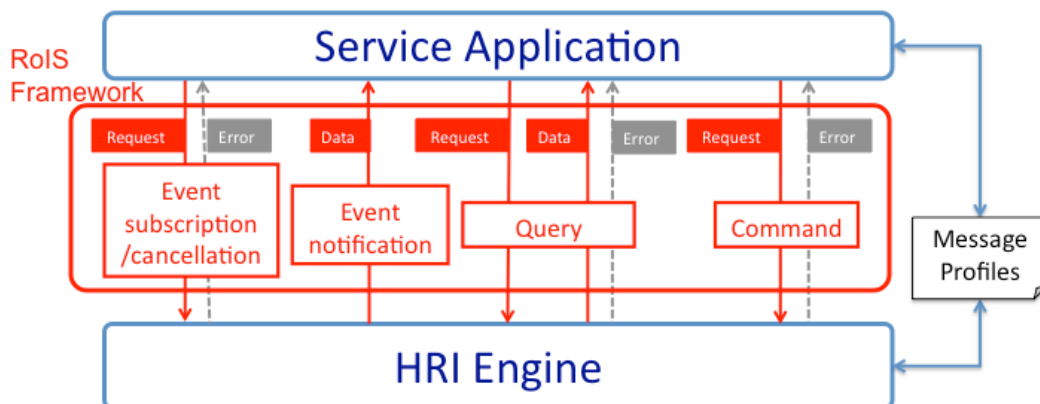 Service Application
RoIS
Framework
Request
Error
Data
Request
Data
Error
Request
Error
Event
subscription
/cancellation
Event
notification
Query
Command
Message
Profiles
HRI Engine